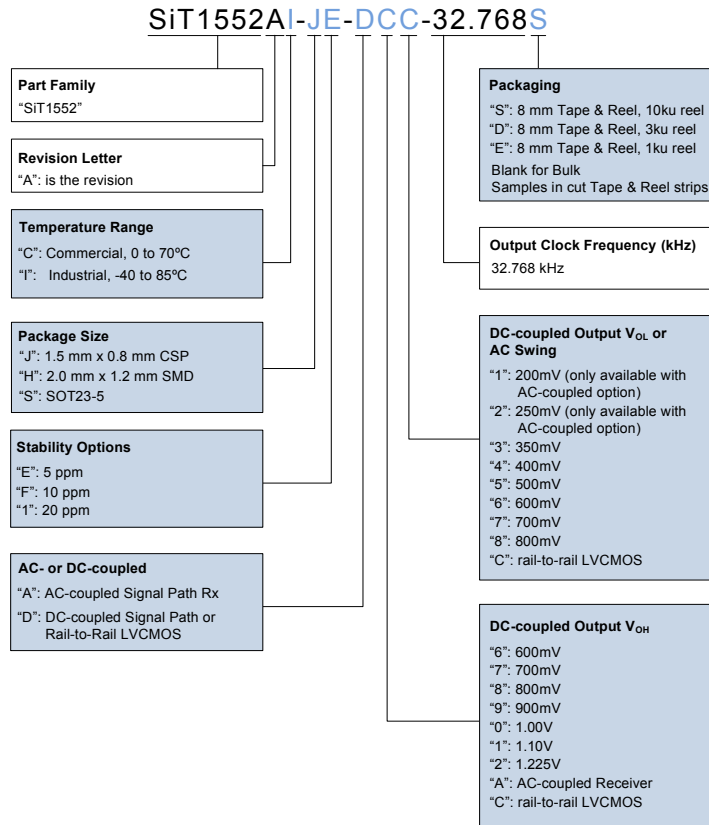 SiT1552AI-JE-DCC-32.768S
Part Family
“SiT1552”
Revision Letter
“A”: is the revision
Temperature Range
“C”: Commercial, 0 to 70ºC
“I”: Industrial, -40 to 85ºC
Package Size
“J”: 1.5 mm x 0.8 mm CSP
“H”: 2.0 mm x 1.2 mm SMD
“S”: SOT23-5
Stability Options
“E”: 5 ppm
“F”: 10 ppm
“1”: 20 ppm
AC- or DC-coupled
“A”: AC-coupled Signal Path Rx
“D”: DC-coupled Signal Path or
Rail-to-Rail LVCMOS
Packaging
“S”: 8 mm Tape & Reel, 10ku reel
“D”: 8 mm Tape & Reel, 3ku reel
“E”: 8 mm Tape & Reel, 1ku reel
Blank for Bulk
Samples in cut Tape & Reel strips
Output Clock Frequency (kHz)
32.768 kHz
DC-coupled Output VOL or
AC Swing
“1”: 200mV (only available with
AC-coupled option)
“2”: 250mV (only available with
AC-coupled option)
“3”: 350mV
“4”: 400mV
“5”: 500mV
“6”: 600mV
“7”: 700mV
“8”: 800mV
“C”: rail-to-rail LVCMOS
DC-coupled Output VOH
“6”: 600mV
“7”: 700mV
“8”: 800mV
“9”: 900mV
“0”: 1.00V
“1”: 1.10V
“2”: 1.225V
“A”: AC-coupled Receiver
“C”: rail-to-rail LVCMOS